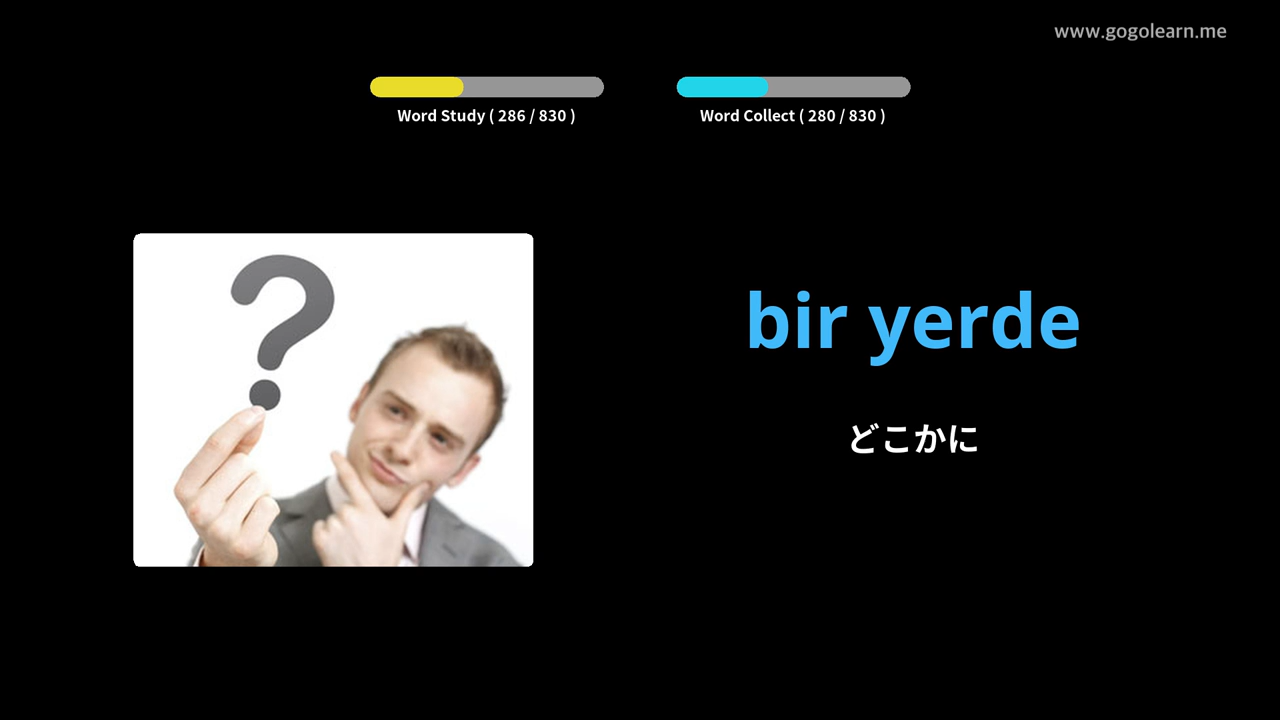 www.gogolearn.me
Word Study ( 286 / 830 )
Word Collect ( 280 / 830 )
?
bir yerde
どこかに